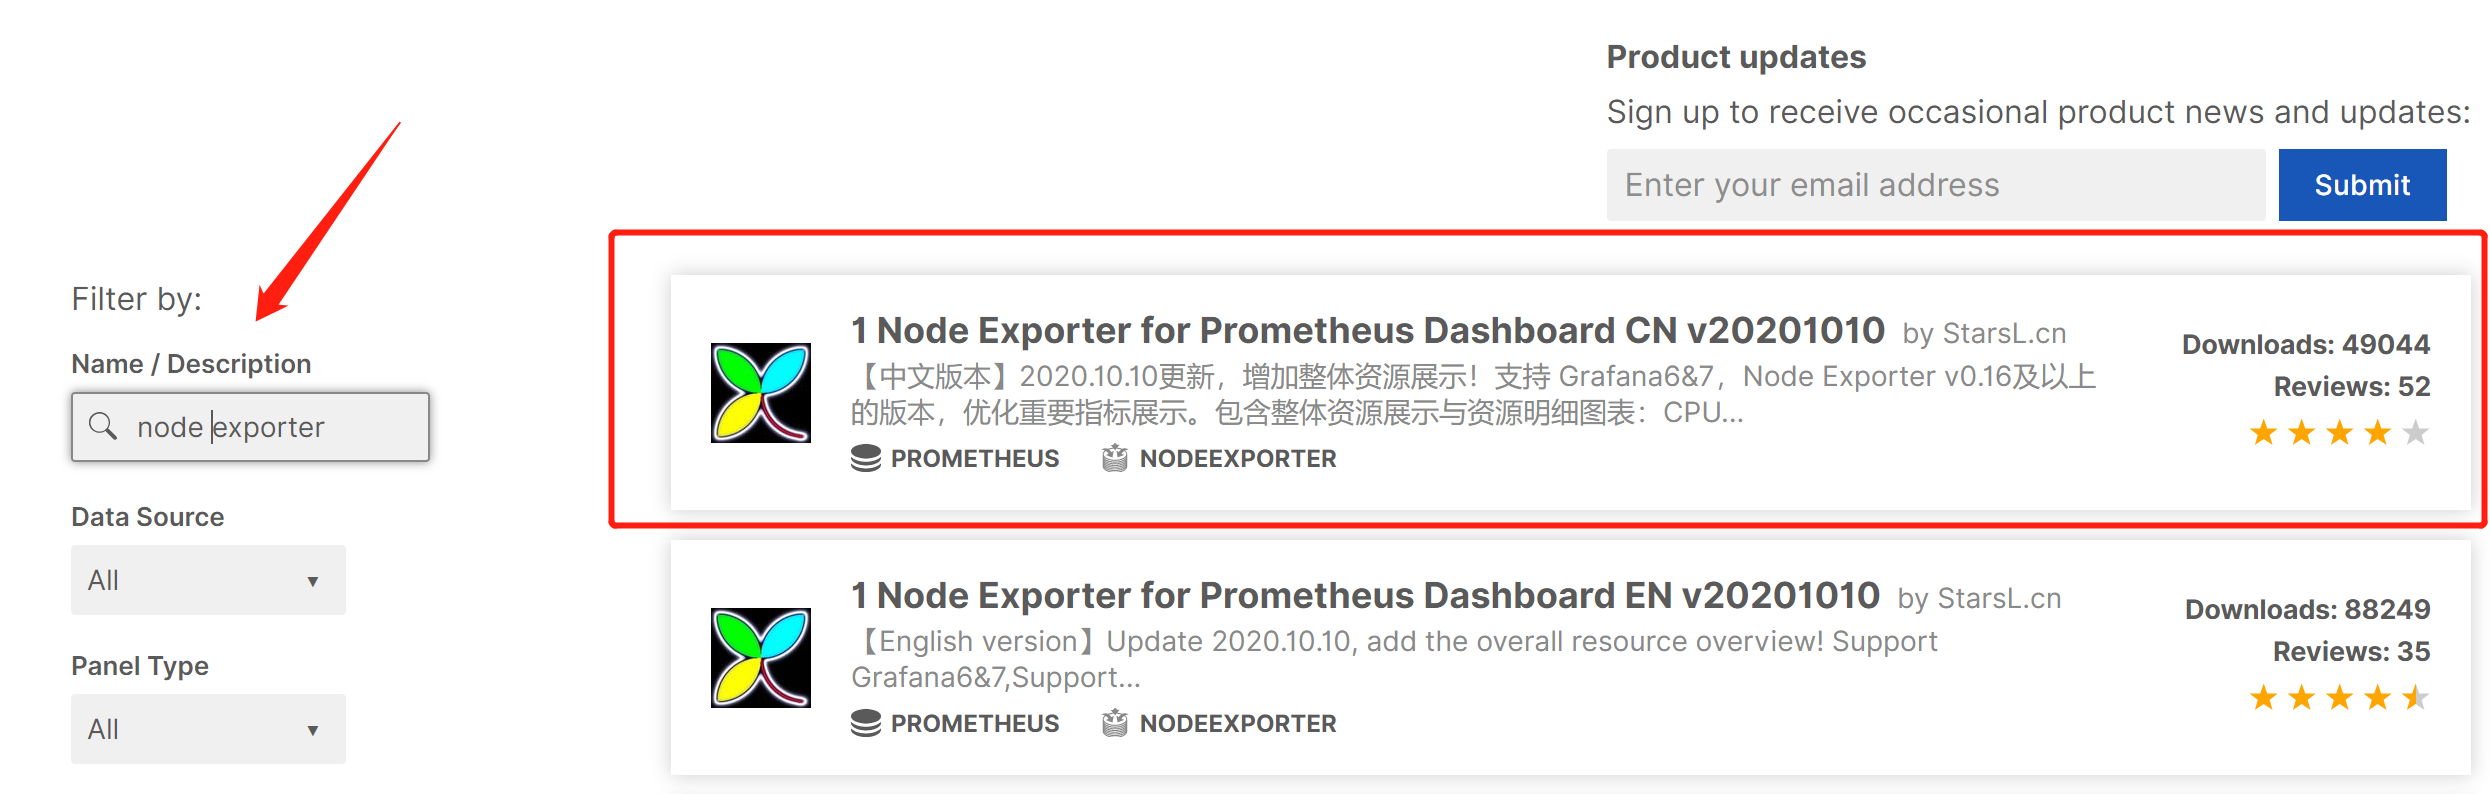 Product updates
Sign up to receive occasional product news and updates:
Enter your email address
Submit
Filter by:
Name / Description
node exporter
Data Source
All
Panel Type
All
1 Node Exporter for Prometheus Dashboard CN v20201010 by StarsL.cn
【中文版本】2020.10.10更新，增加整体资源展示！支持 Grafana6&7，Node Exporter v0.16及以上
的版本，优化重要指标展示。包含整体资源展示与资源明细图表：CPU...
PROMETHEUS NODEEXPORTER
Downloads: 49044
Reviews: 52
1 Node Exporter for Prometheus Dashboard EN v20201010 by StarsL.cn
【English version】Update 2020.10.10, add the overall resource overview! Support
Grafana6&7,Support...
PROMETHEUS NODEEXPORTER
Downloads: 88249
Reviews: 35